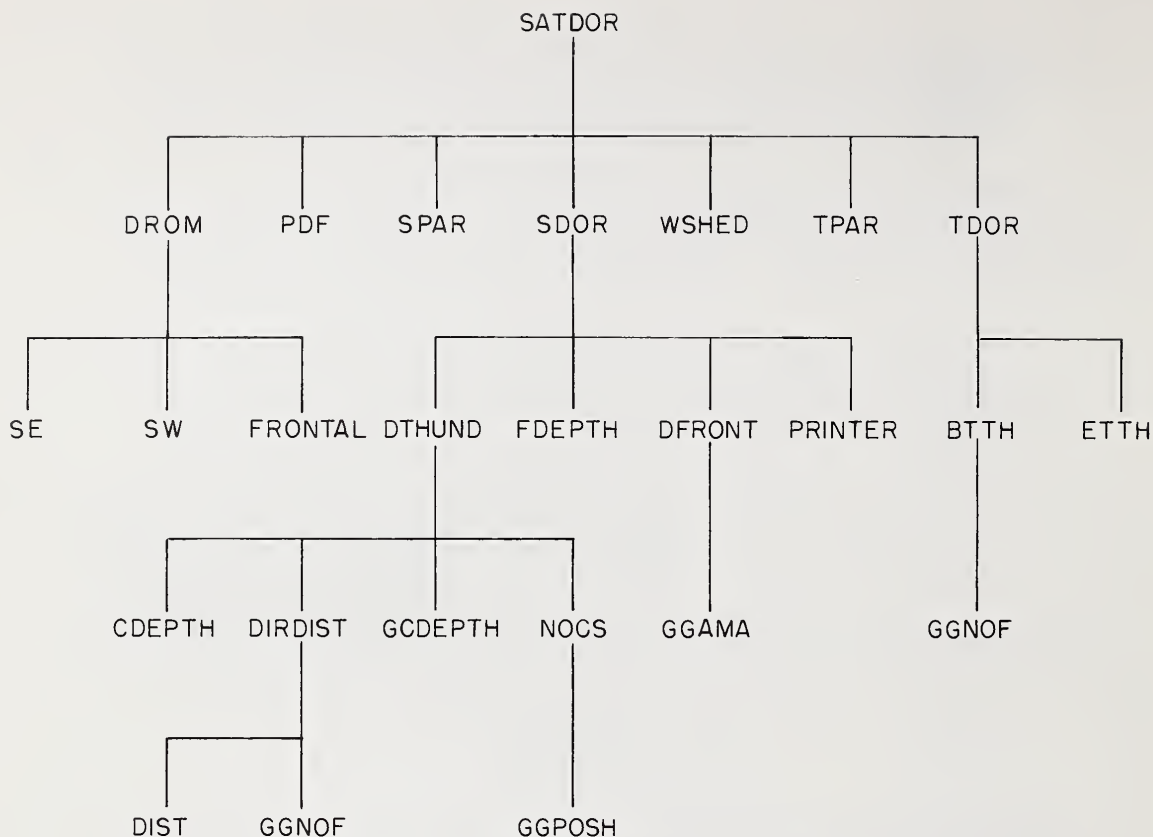 SATDOR
DROM PDF SPAR SDOR WSHED TPAR TDOR
SE SW FRONTAL DTHUND FDEPTH DFRONT PRINTER BTTH ETTH
CDEPTH DIRDIST GCDEPTH NOCS GGAMA GGNOF
DIST GGNOF GGPOSH